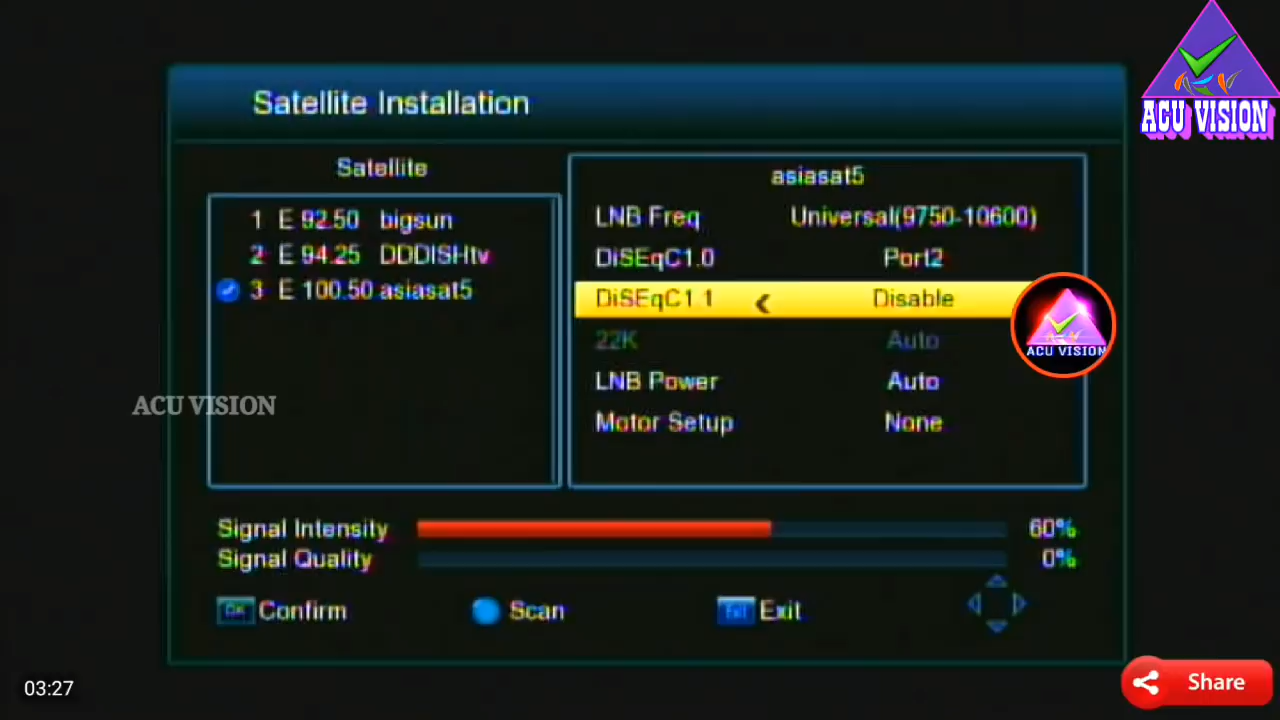 ACU VISION
Satellite Installation
Satellite
1 E 92.50 bigsun
2 E 94.25 DDDISHtv
3 E 100.50 asiasat5
asiasat5
LNB Freq Universal(9750-10600)
DiSEqC1.0 Port2
DiSEqC1.1 Disable
22K Auto
LNB Power Auto
Motor Setup None
ACU VISION
ACU VISION
Signal Intensity 60%
Signal Quality 0%
OK Confirm Scan Exit Exit
03:27
Share